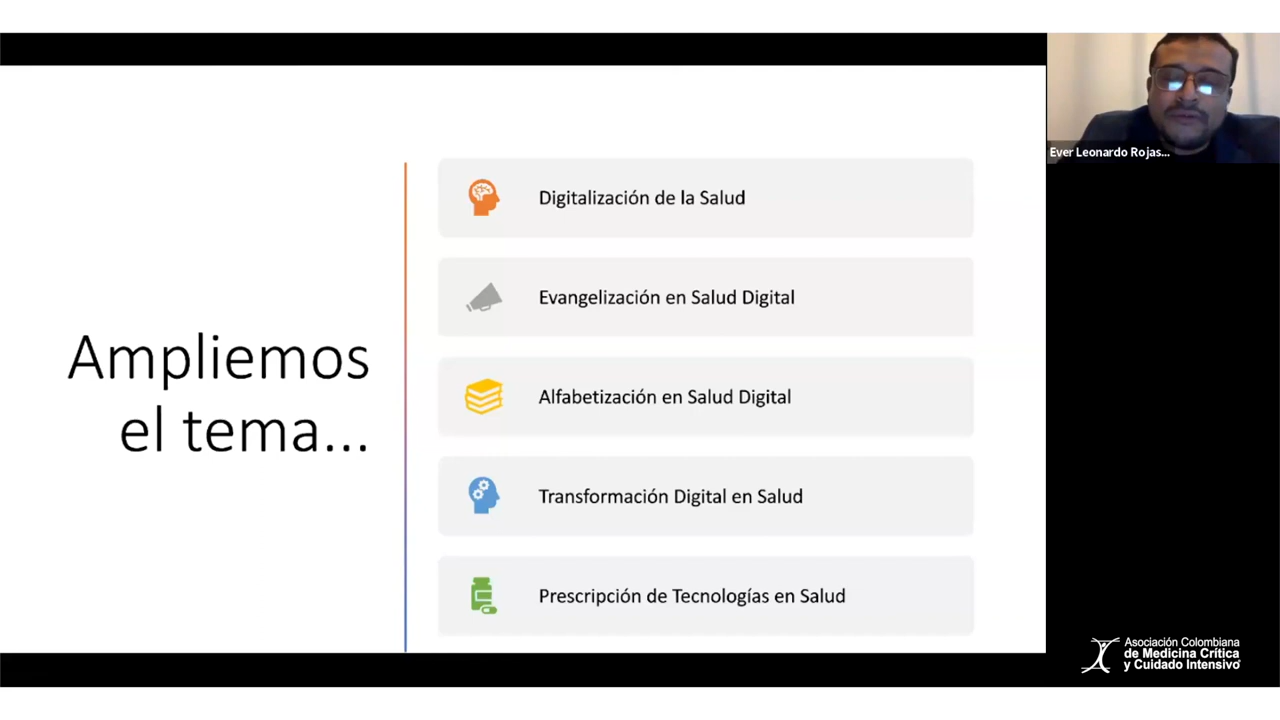 Ampliemos
el tema...
Digitalización de la Salud
Evangelización en Salud Digital
Alfabetización en Salud Digital
Transformación Digital en Salud
Prescripción de Tecnologías en Salud
Ever Leonardo Rojas...
Asociación Colombiana
de Medicina Crítica
y Cuidado Intensivo